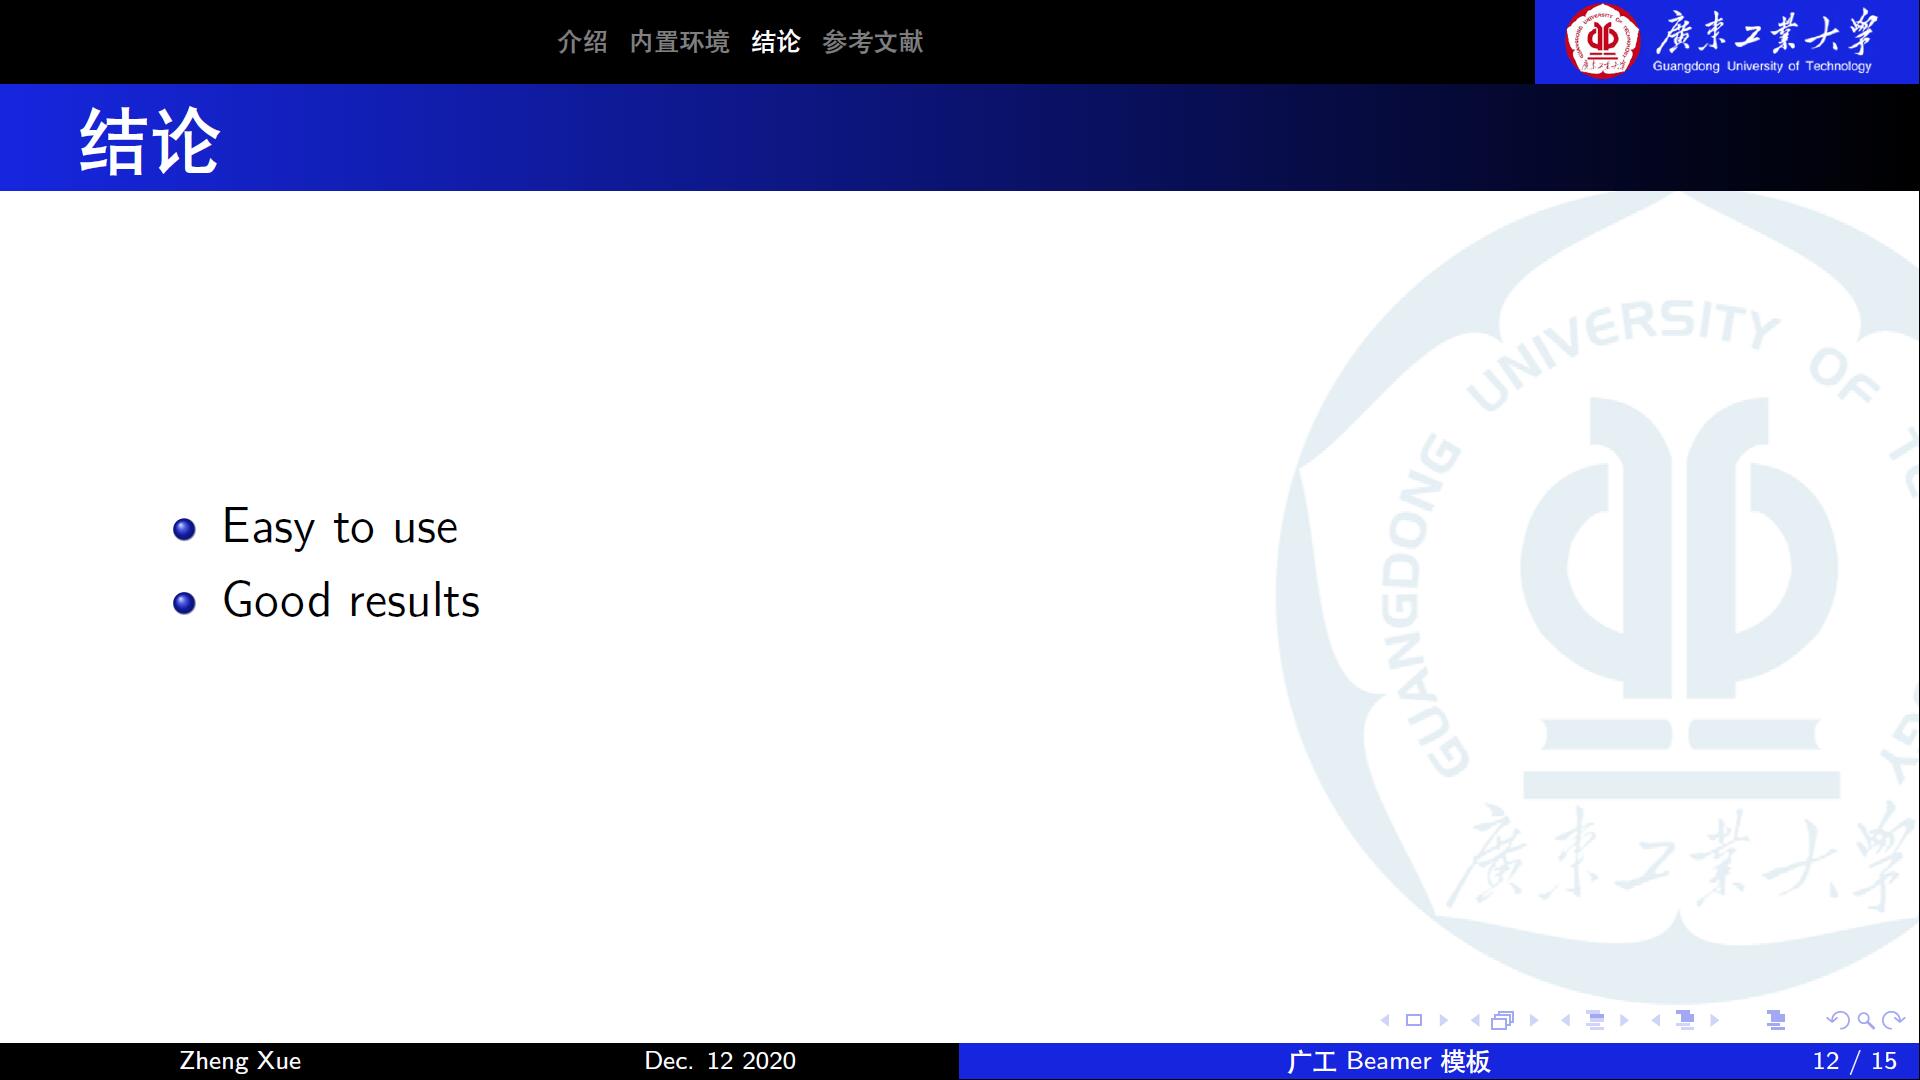 介绍 内置环境 结论 参考文献
廣東工業大學
Guangdong University of Technology
结论
Easy to use
Good results
GUANGDONG UNIVERSITY OF
廣東工業大學
Zheng Xue
Dec. 12 2020
广工 Beamer 模板
12 / 15